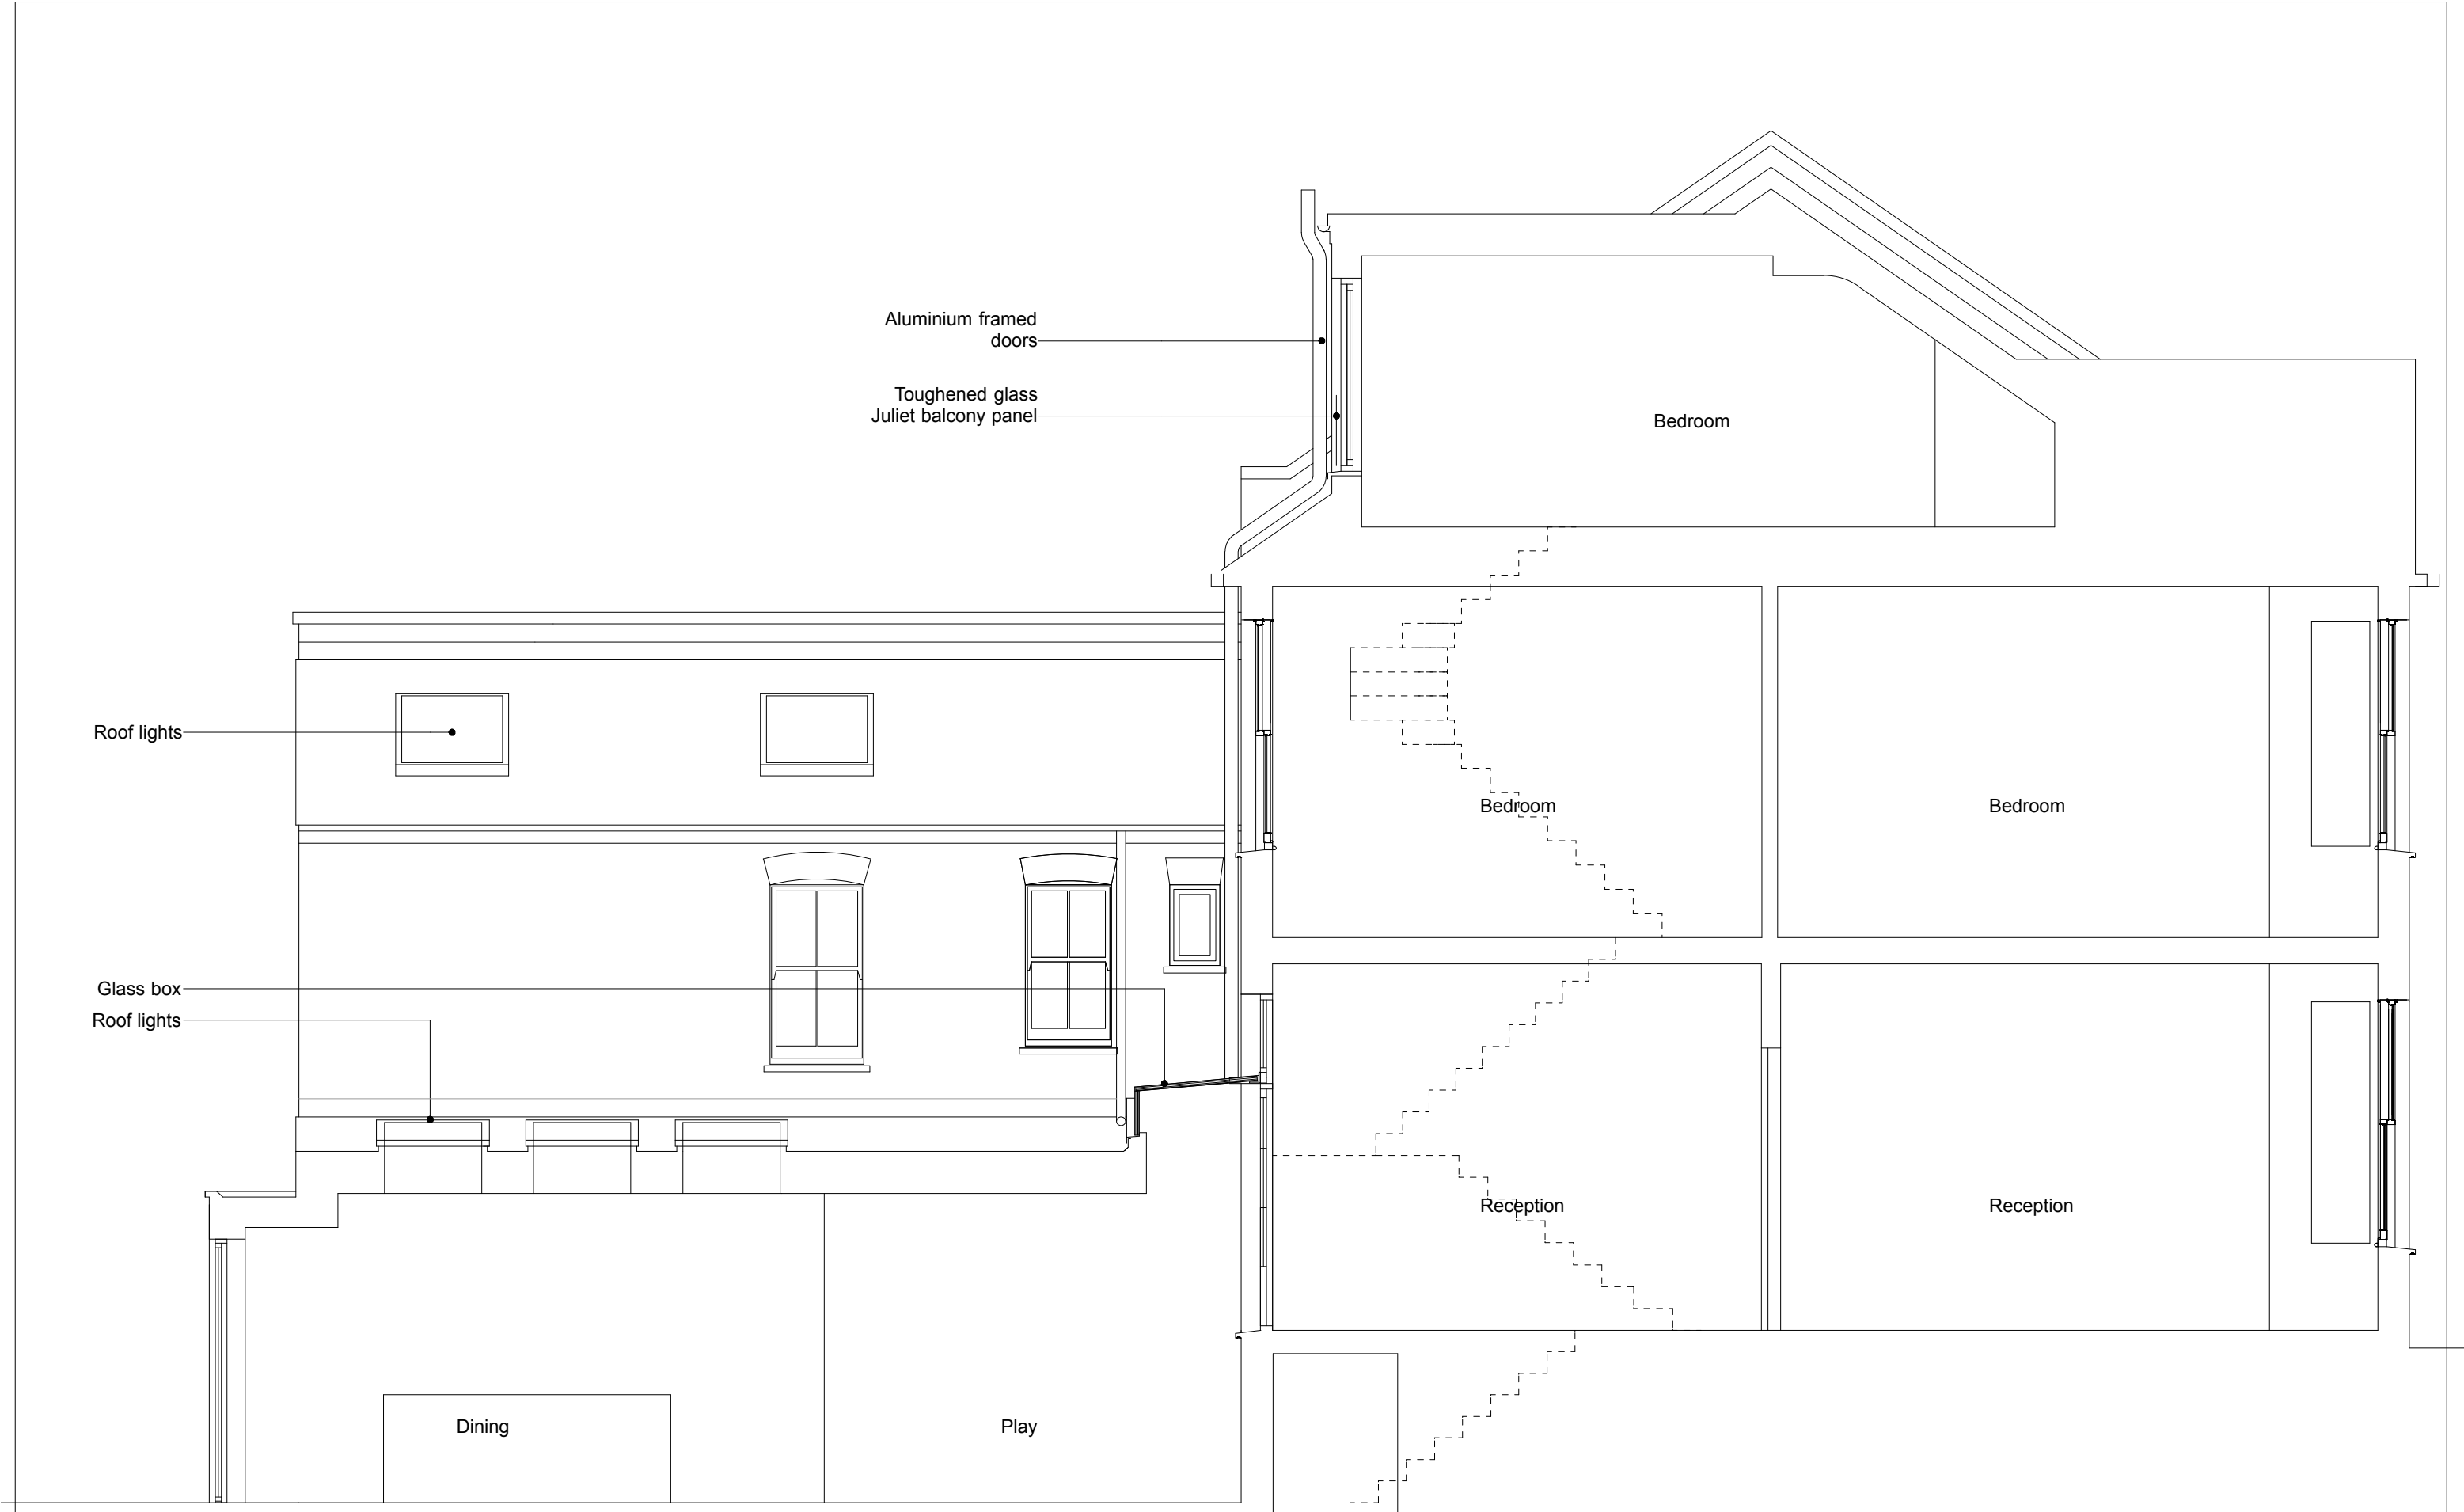 Aluminium framed
doors
Toughened glass
Juliet balcony panel
Bedroom
Roof lights
Bedroom
Bedroom
Glass box
Roof lights
Reception
Reception
Dining
Play